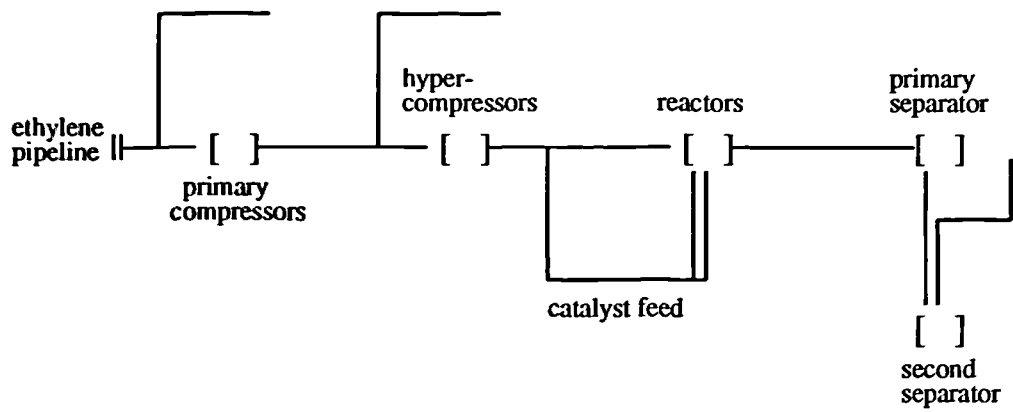 hyper-
compressors
reactors
primary
separator
ethylene
pipeline
primary
compressors
catalyst feed
second
separator